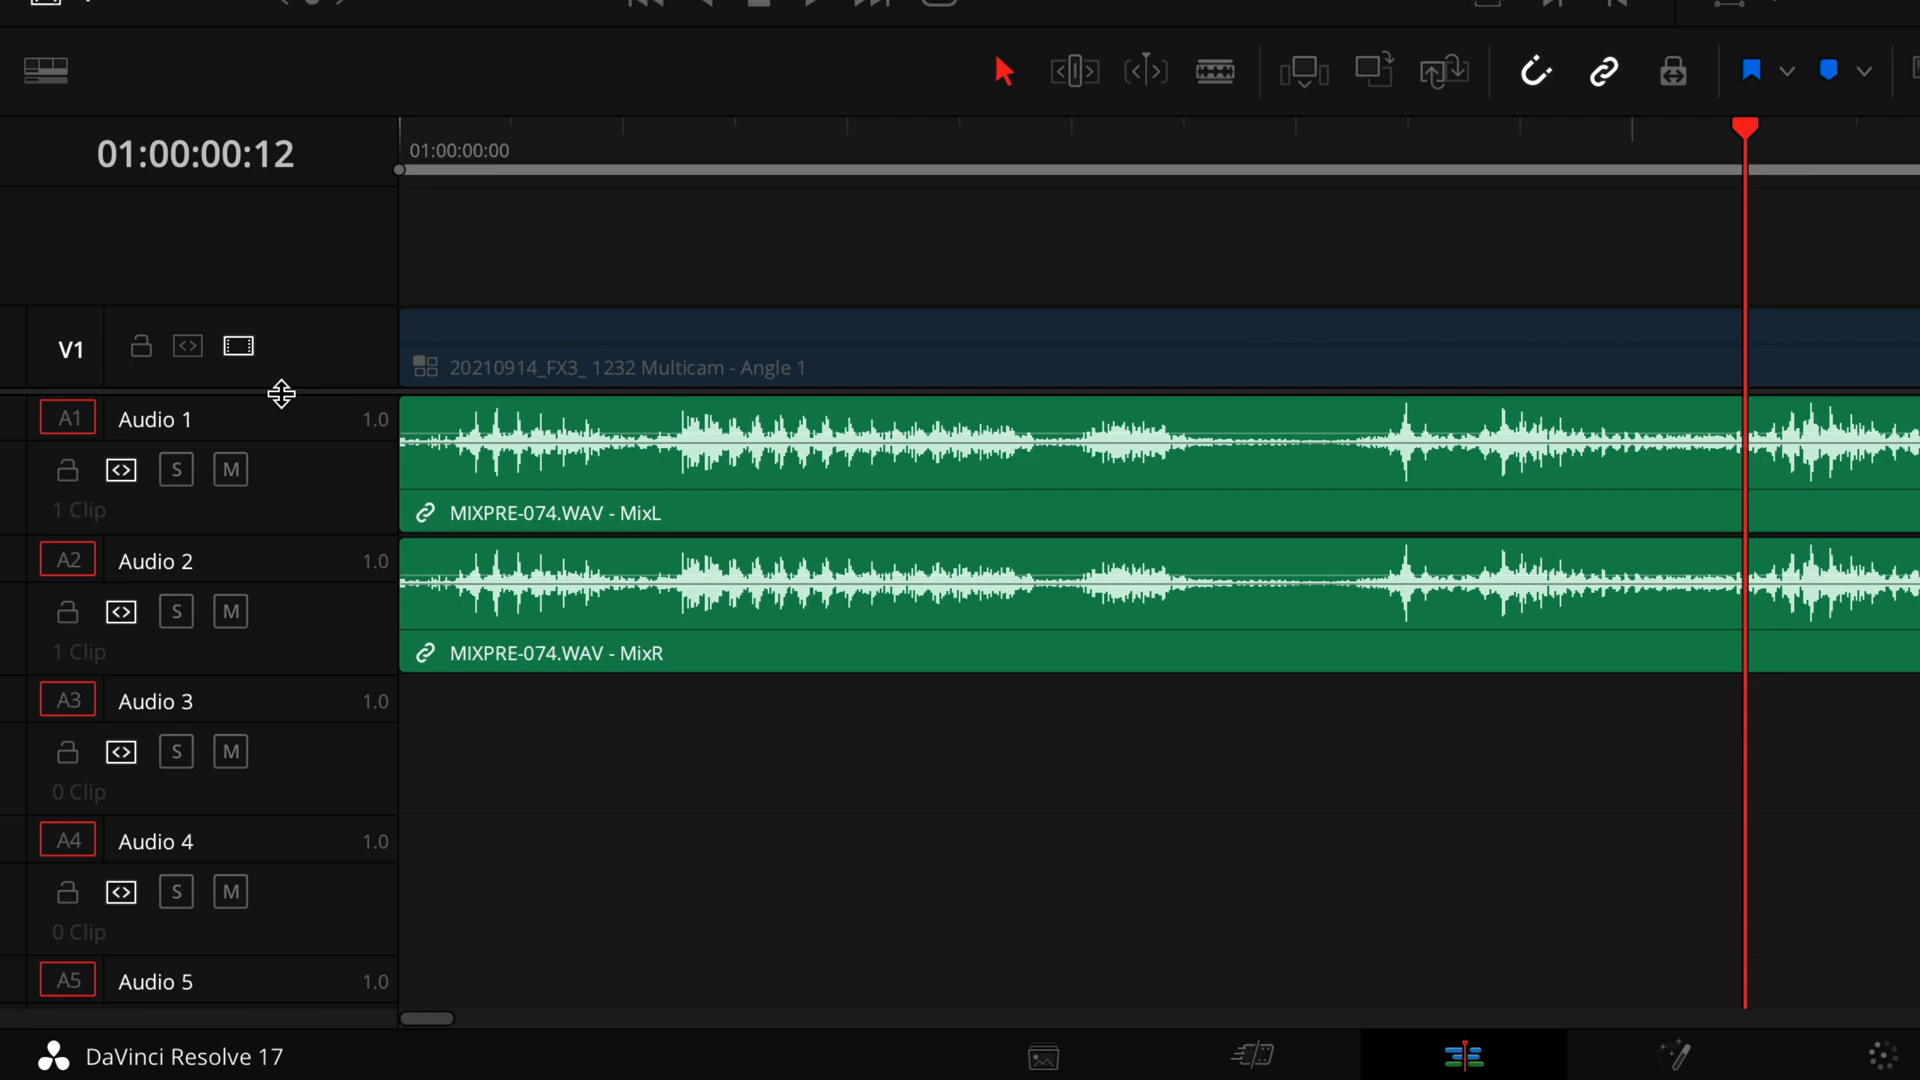 01:00:00:12
01:00:00:00
V1
20210914_FX3_ 1232 Multicam - Angle 1
A1 Audio 1 1.0
S M
1 Clip
MIXPRE-074.WAV - MixL
A2 Audio 2 1.0
S M
1 Clip
MIXPRE-074.WAV - MixR
A3 Audio 3 1.0
S M
0 Clip
A4 Audio 4 1.0
S M
0 Clip
A5 Audio 5 1.0
DaVinci Resolve 17